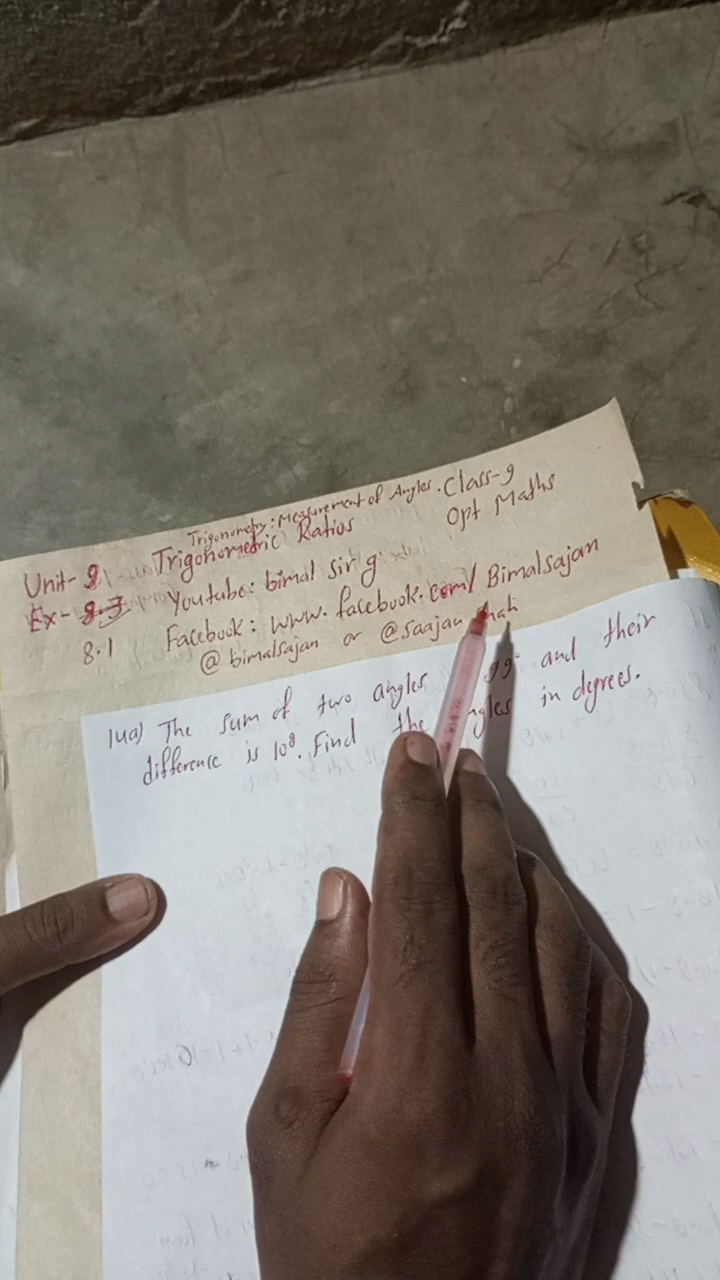 Trigonometry: Measurement of Angles. Class-9
Unit- 8 Trigonometric Ratios Opt Maths
Ex- 8.3 Youtube: bimal sir g
8.1 Facebook: www.facebook.com/Bimalsajan
@bimalsajan or @saajan
14a) The sum of two angles and their
difference is 10g. Find the in degrees.